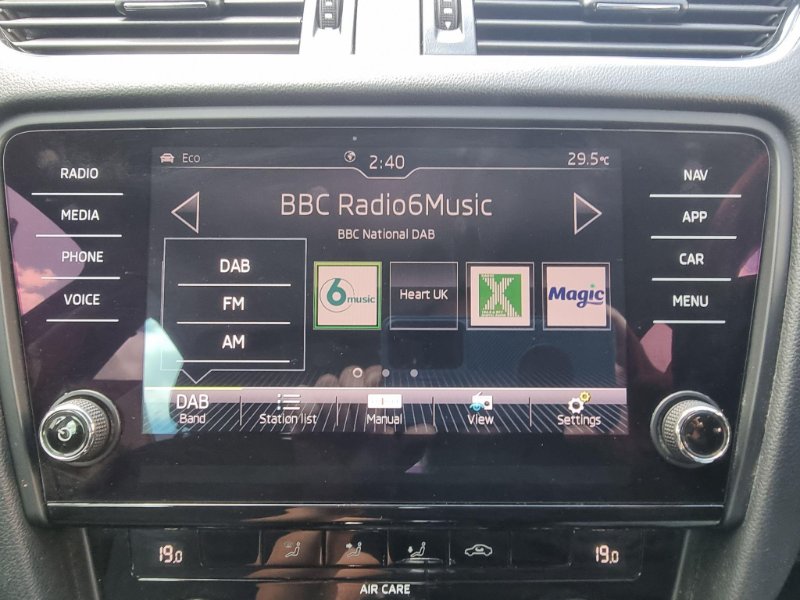 Eco 2:40 29.5°C
RADIO
MEDIA
PHONE
VOICE
NAV
APP
CAR
MENU
BBC Radio6Music
BBC National DAB
DAB
FM
AM
6 music
Heart UK
X
Magic
DAB
Band
Station list
Manual
View
Settings
19.0
19.0
AIR CARE